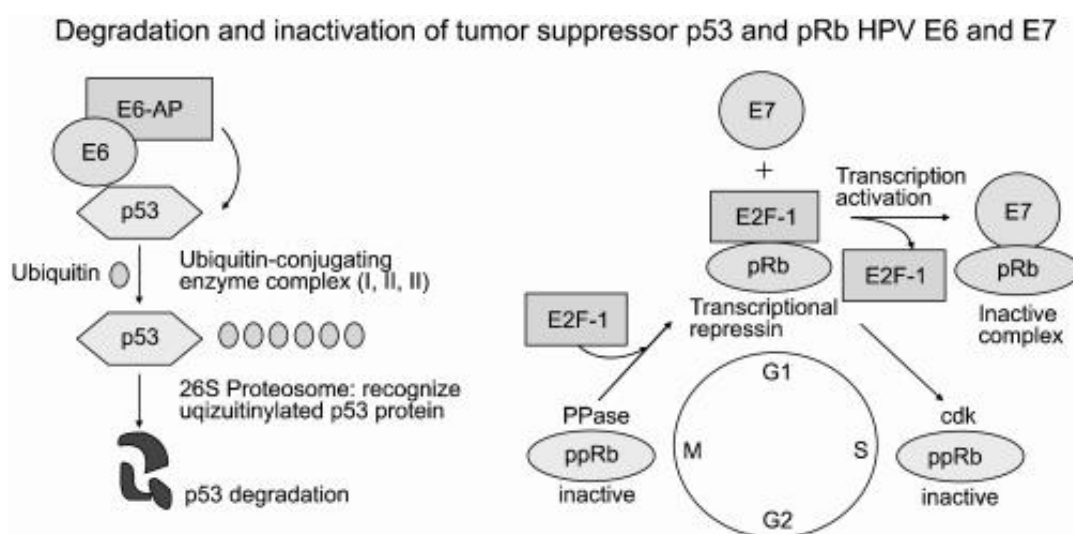 Degradation and inactivation of tumor suppressor p53 and pRb HPV E6 and E7
E6-AP
E6
p53
Ubiquitin
Ubiquitin-conjugating
enzyme complex (I, II, II)
p53
26S Proteosome: recognize
uqizuitinylated p53 protein
p53 degradation
E7
+
E2F-1
pRb
Transcriptional
repressin
Transcription
activation
E2F-1
E7
pRb
Inactive
complex
E2F-1
PPase
ppRb
inactive
G1
M
S
G2
cdk
ppRb
inactive